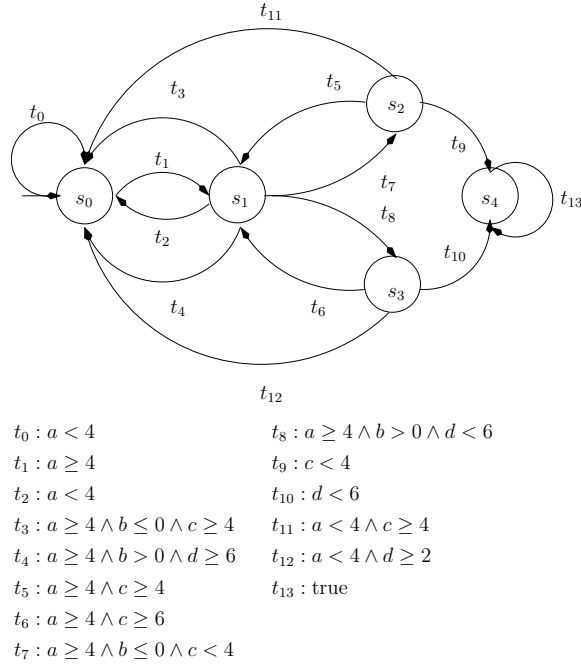 t₁₁
t₀
t₃
t₅
s₂
t₁
t₉
s₀
s₁
s₄
t₁₃
t₇
t₂
t₈
t₁₀
s₃
t₄
t₆
t₁₂
t₀ : a < 4
t₁ : a ≥ 4
t₂ : a < 4
t₃ : a ≥ 4 ∧ b ≤ 0 ∧ c ≥ 4
t₄ : a ≥ 4 ∧ b > 0 ∧ d ≥ 6
t₅ : a ≥ 4 ∧ c ≥ 4
t₆ : a ≥ 4 ∧ c ≥ 6
t₇ : a ≥ 4 ∧ b ≤ 0 ∧ c < 4
t₈ : a ≥ 4 ∧ b > 0 ∧ d < 6
t₉ : c < 4
t₁₀ : d < 6
t₁₁ : a < 4 ∧ c ≥ 4
t₁₂ : a < 4 ∧ d ≥ 2
t₁₃ : true